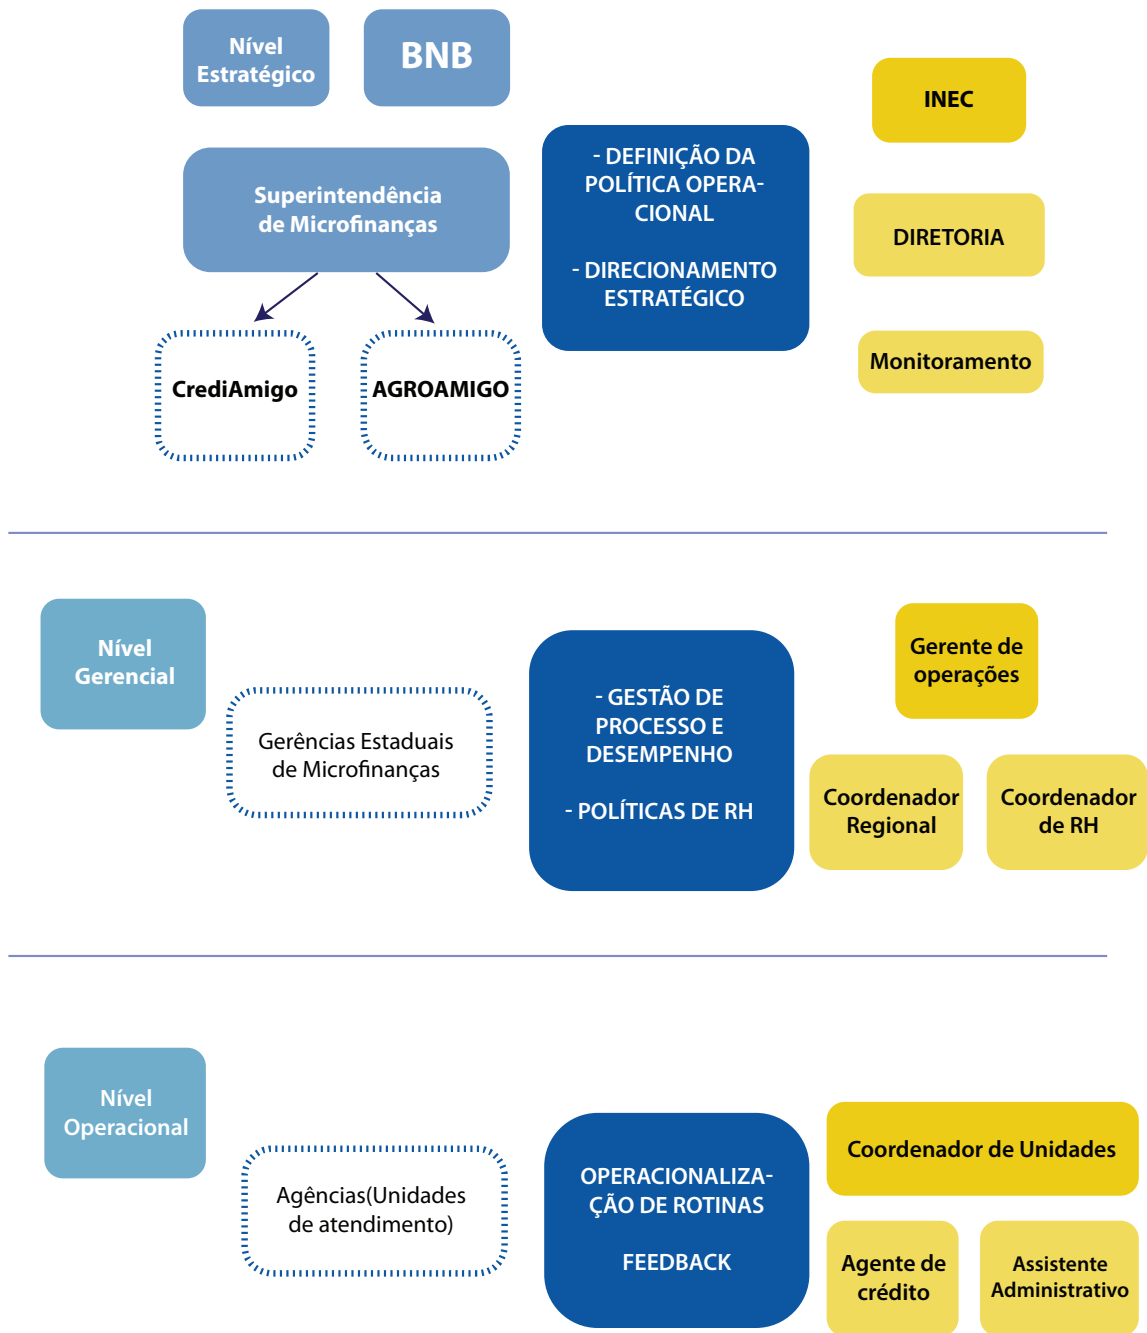 Nível
Estratégico
BNB
INEC
Superintendência
de Microfinanças
- DEFINIÇÃO DA
POLÍTICA OPERA-
CIONAL
- DIRECIONAMENTO
ESTRATÉGICO
DIRETORIA
Monitoramento
CrediAmigo
AGROAMIGO
Nível
Gerencial
Gerências Estaduais
de Microfinanças
- GESTÃO DE
PROCESSO E
DESEMPENHO
- POLÍTICAS DE RH
Gerente de
operações
Coordenador
Regional
Coordenador
de RH
Nível
Operacional
Agências(Unidades
de atendimento)
OPERACIONALIZA-
ÇÃO DE ROTINAS
FEEDBACK
Coordenador de Unidades
Agente de
crédito
Assistente
Administrativo